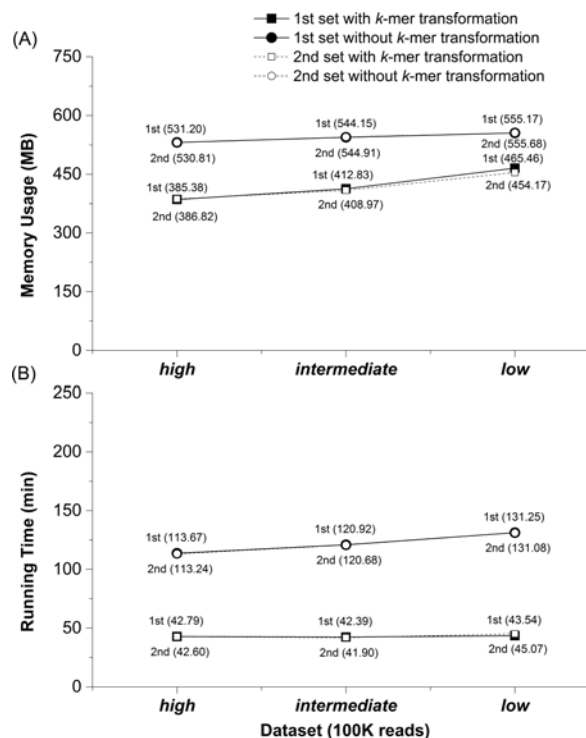 1st set with k-mer transformation
1st set without k-mer transformation
2nd set with k-mer transformation
2nd set without k-mer transformation
(A)
Memory Usage (MB)
750
600
450
300
150
0
1st (531.20)
2nd (530.81)
1st (544.15)
2nd (544.91)
1st (555.17)
2nd (555.68)
1st (385.38)
2nd (386.82)
1st (412.83)
2nd (408.97)
1st (465.46)
2nd (454.17)
high intermediate low
(B)
Running Time (min)
250
200
150
100
50
0
1st (113.67)
2nd (113.24)
1st (120.92)
2nd (120.68)
1st (131.25)
2nd (131.08)
1st (42.79)
2nd (42.60)
1st (42.39)
2nd (41.90)
1st (43.54)
2nd (45.07)
high intermediate low
Dataset (100K reads)